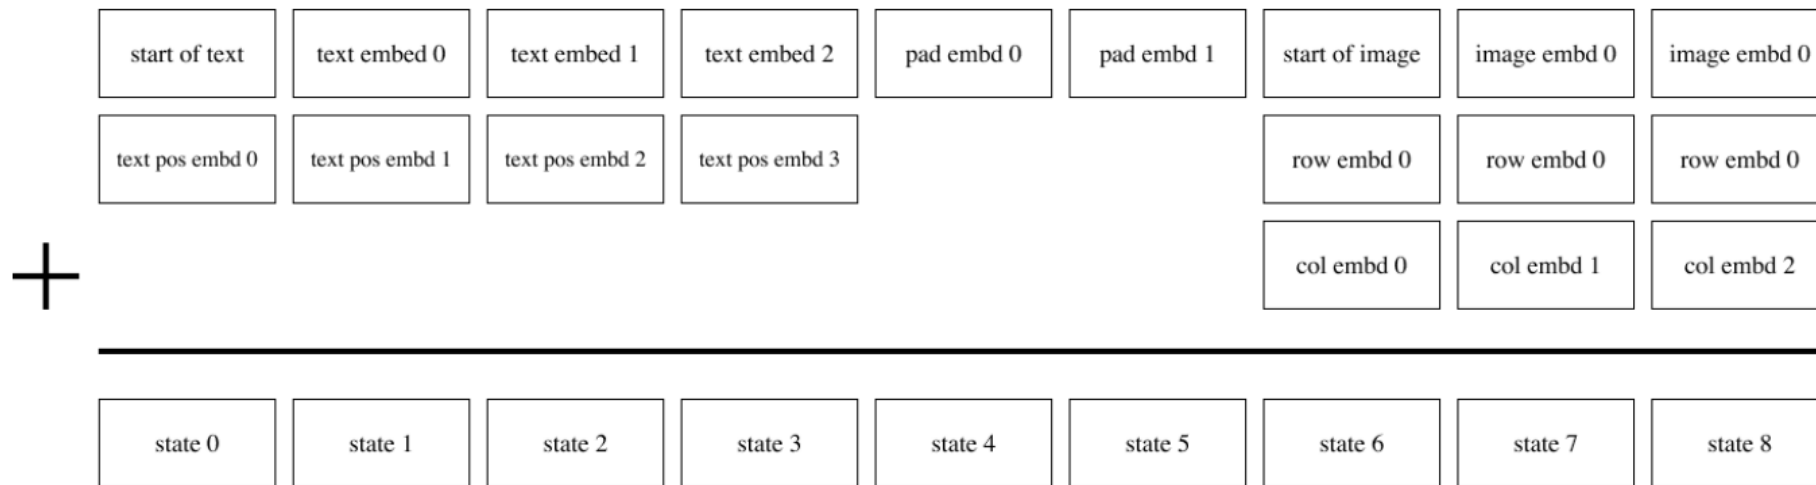 start of text text embed 0 text embed 1 text embed 2 pad embd 0 pad embd 1 start of image image embd 0 image embd 0
text pos embd 0 text pos embd 1 text pos embd 2 text pos embd 3 row embd 0 row embd 0 row embd 0
+ col embd 0 col embd 1 col embd 2
state 0 state 1 state 2 state 3 state 4 state 5 state 6 state 7 state 8